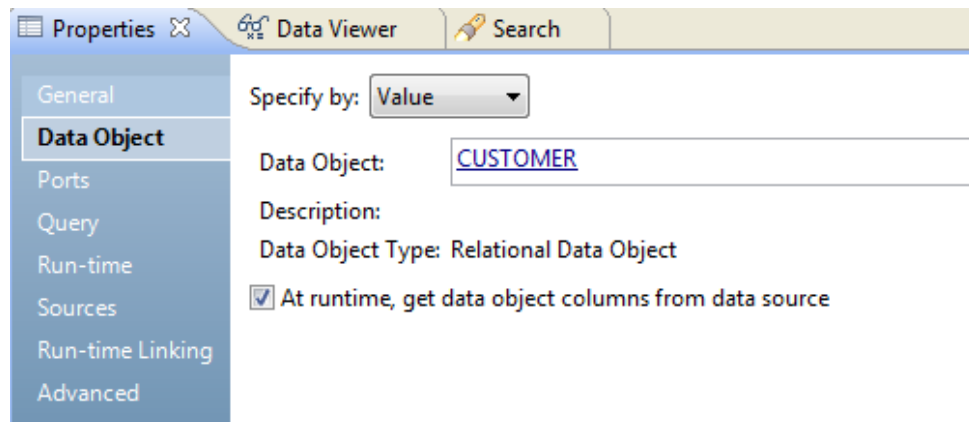 Properties Data Viewer Search
General
Data Object
Ports
Query
Run-time
Sources
Run-time Linking
Advanced
Specify by: Value
Data Object: CUSTOMER
Description:
Data Object Type: Relational Data Object
At runtime, get data object columns from data source